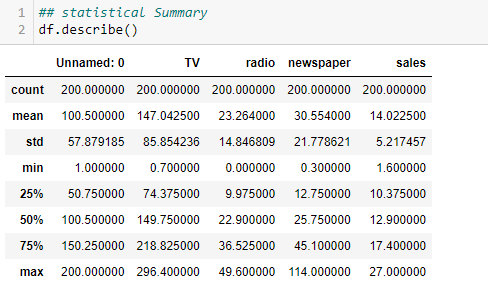 1 ## statistical Summary
2 df.describe()
Unnamed: 0 TV radio newspaper sales
count 200.000000 200.000000 200.000000 200.000000 200.000000
mean 100.500000 147.042500 23.264000 30.554000 14.022500
std 57.879185 85.854236 14.846809 21.778621 5.217457
min 1.000000 0.700000 0.000000 0.300000 1.600000
25% 50.750000 74.375000 9.975000 12.750000 10.375000
50% 100.500000 149.750000 22.900000 25.750000 12.900000
75% 150.250000 218.825000 36.525000 45.100000 17.400000
max 200.000000 296.400000 49.600000 114.000000 27.000000